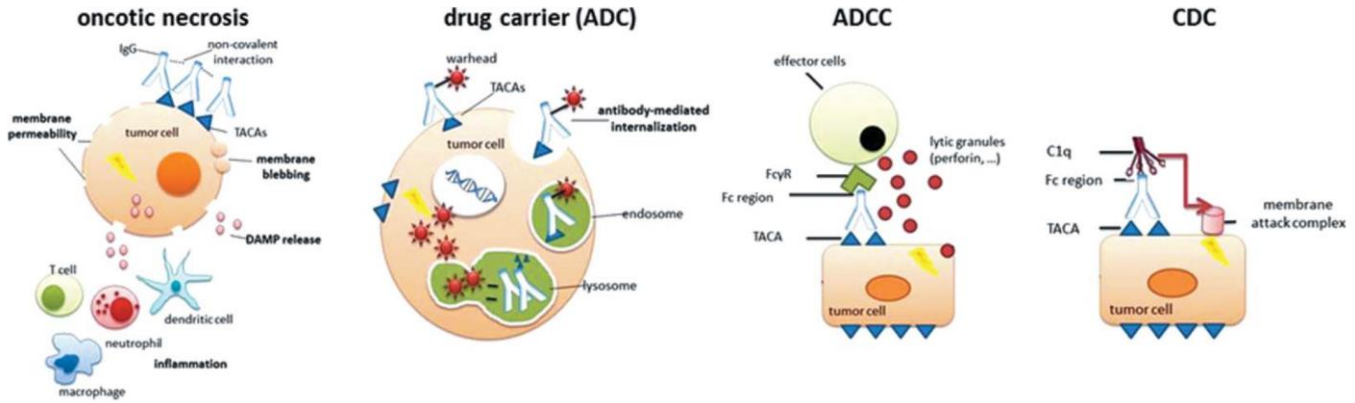 oncotic necrosis
IgG
non-covalent
interaction
membrane
permeability
tumor cell
TACAs
membrane
blebbing
DAMP release
T cell
dendritic cell
neutrophil
inflammation
macrophage
drug carrier (ADC)
warhead
TACAs
antibody-mediated
internalization
tumor cell
endosome
lysosome
ADCC
effector cells
lytic granules
(perforin, ...)
FcγR
Fc region
TACA
tumor cell
CDC
C1q
Fc region
membrane
attack complex
TACA
tumor cell